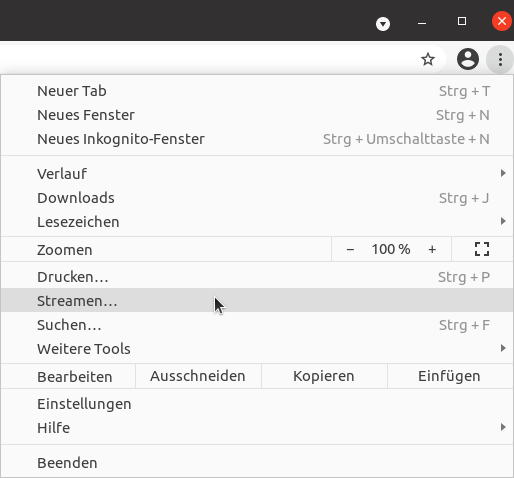 Neuer Tab Strg + T
Neues Fenster Strg + N
Neues Inkognito-Fenster Strg + Umschalttaste + N
Verlauf
Downloads Strg + J
Lesezeichen
Zoomen − 100 % +
Drucken… Strg + P
Streamen…
Suchen… Strg + F
Weitere Tools
Bearbeiten Ausschneiden Kopieren Einfügen
Einstellungen
Hilfe
Beenden